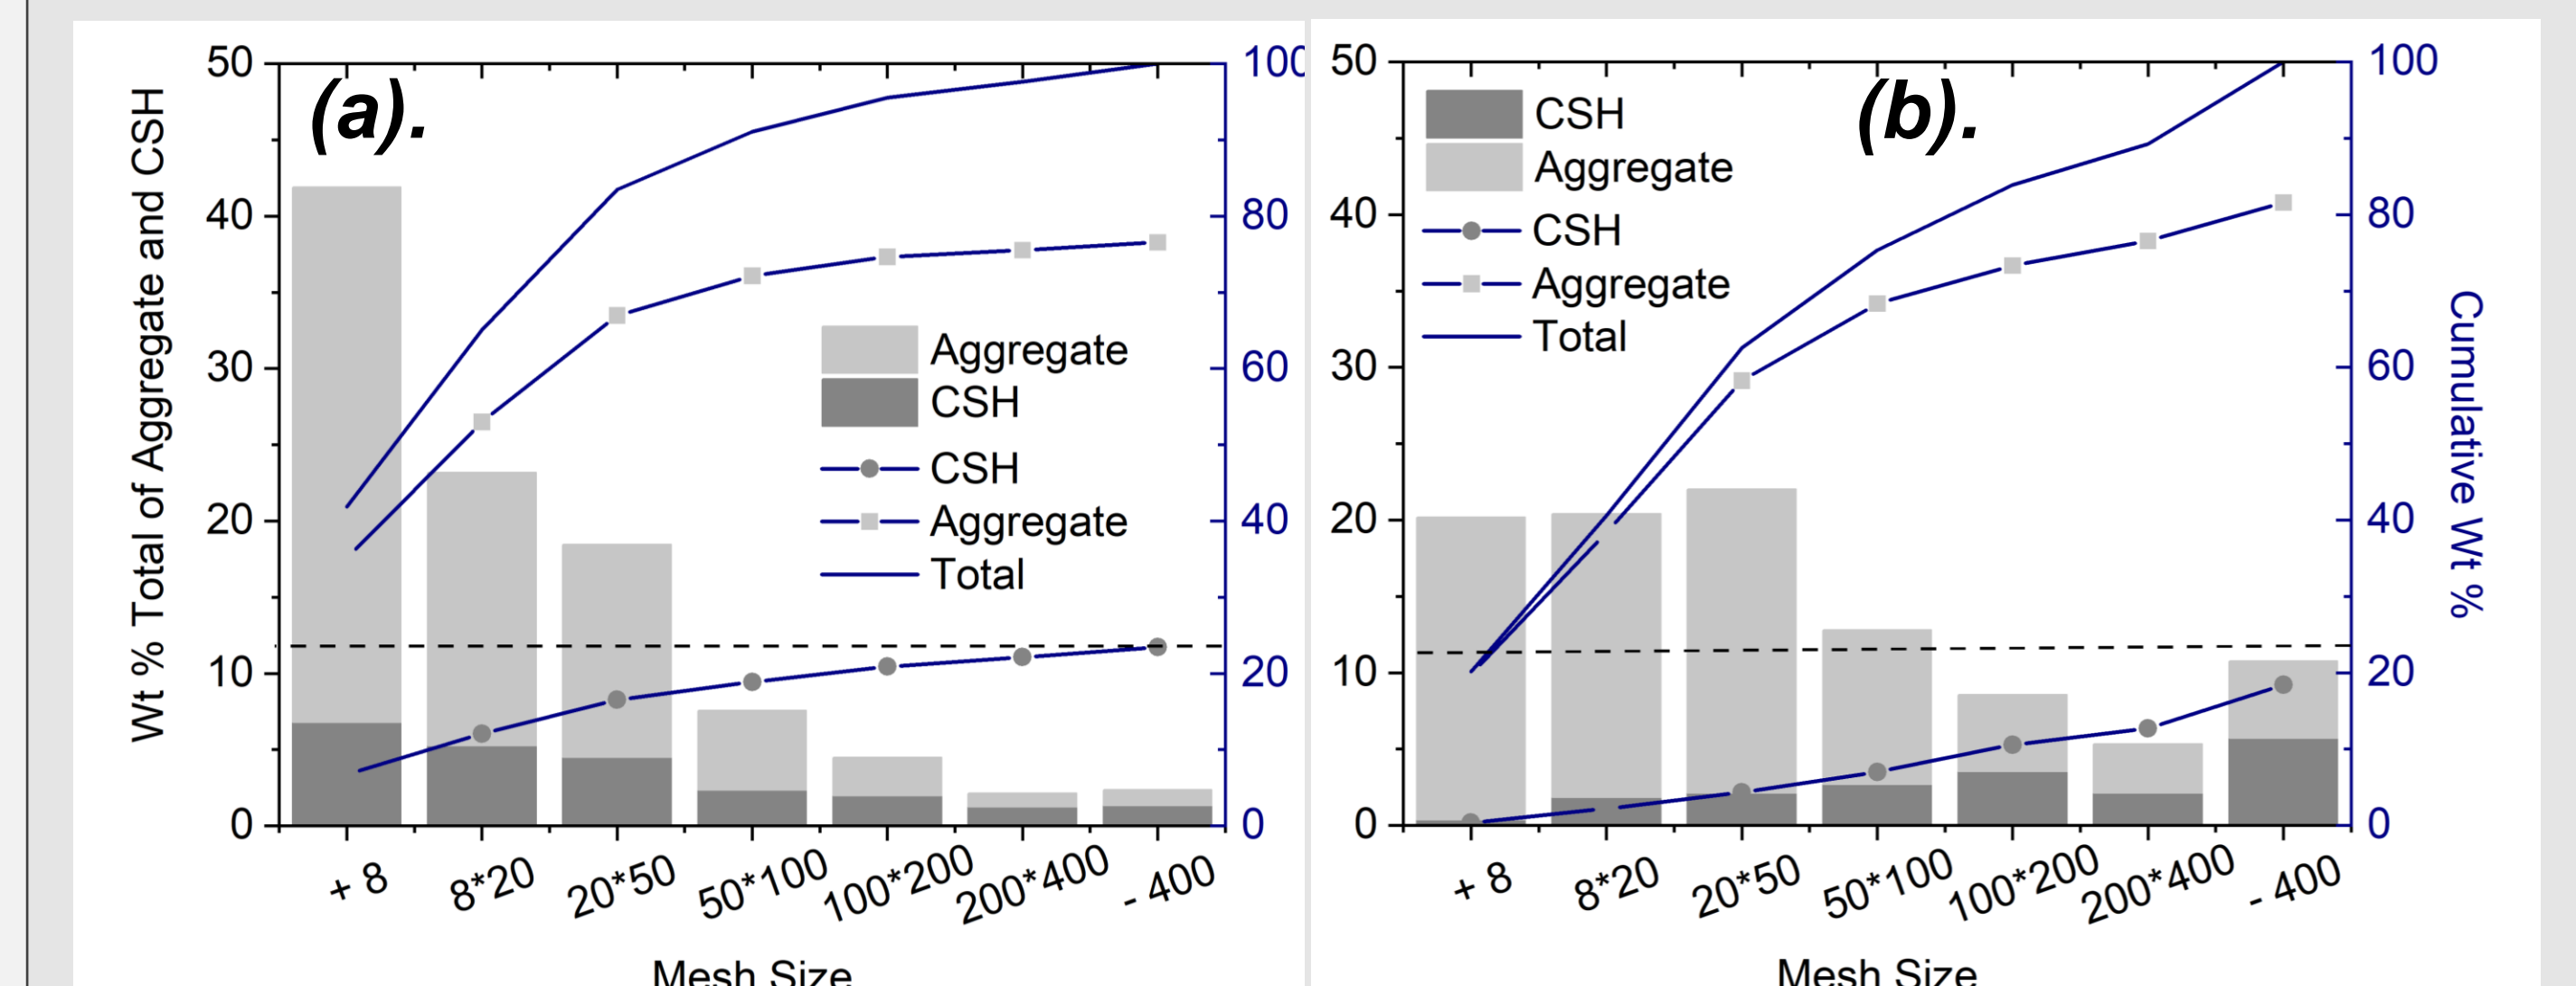 (a).
Wt % Total of Aggregate and CSH
50
40
30
20
10
0
100
80
60
40
20
0
Aggregate
CSH
CSH
Aggregate
Total
+ 8
8*20
20*50
50*100
100*200
200*400
- 400
Mesh Size
(b).
50
40
30
20
10
0
CSH
Aggregate
CSH
Aggregate
Total
100
80
60
40
20
0
Cumulative Wt %
+ 8
8*20
20*50
50*100
100*200
200*400
- 400
Mesh Size